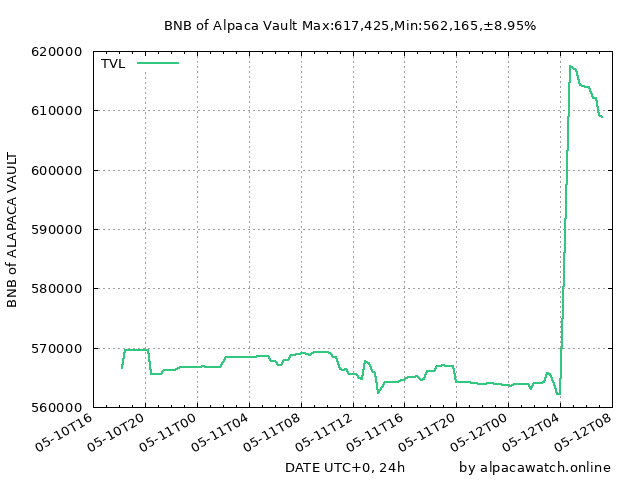 BNB of Alpaca Vault Max:617,425,Min:562,165,±8.95%
TVL
620000
610000
600000
590000
580000
570000
560000
BNB of ALAPACA VAULT
05-10T16
05-10T20
05-11T00
05-11T04
05-11T08
05-11T12
05-11T16
05-11T20
05-12T00
05-12T04
05-12T08
DATE UTC+0, 24h
by alpacawatch.online